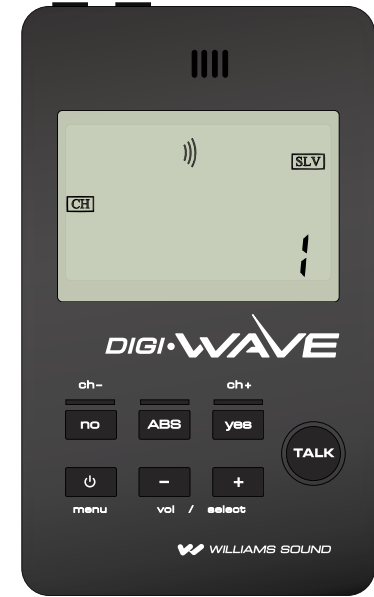 SLV
CH
1
DIGI•WAVE
ch– ch+
no ABS yes
TALK
– +
menu vol / select
WILLIAMS SOUND